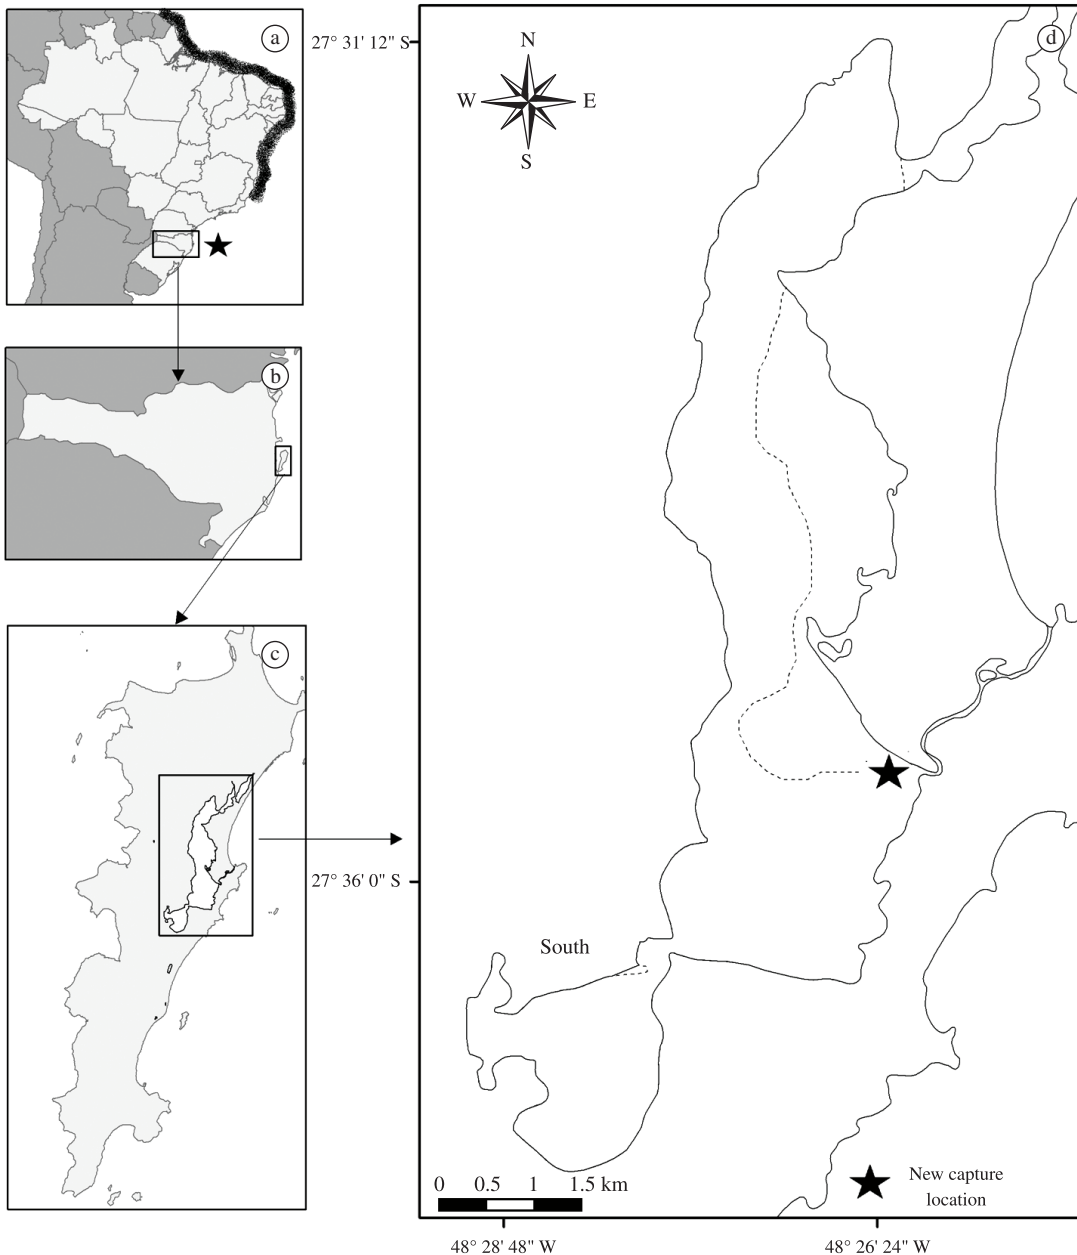 a
27° 31' 12" S
d
N
W E
S
b
c
27° 36' 0" S
South
0 0.5 1 1.5 km
New capture
location
48° 28' 48" W
48° 26' 24" W